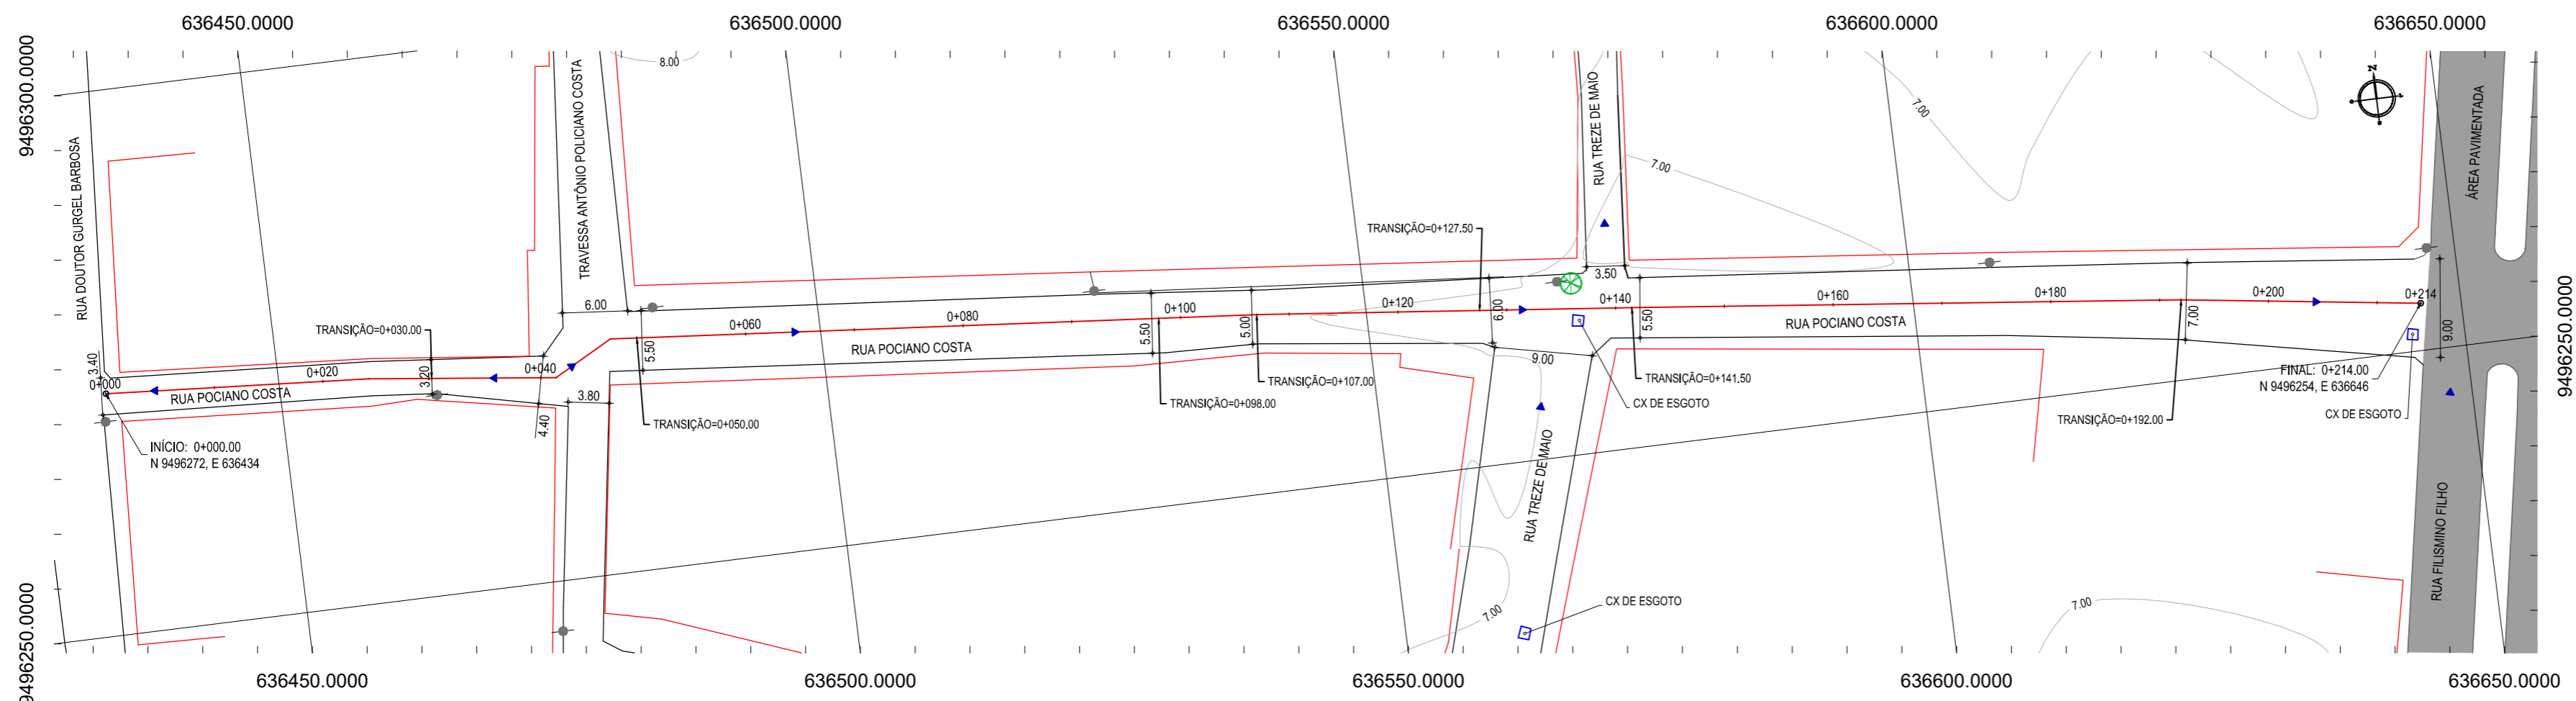 636450.0000
636500.0000
636550.0000
636600.0000
636650.0000
9496300.0000
9496250.0000
9496250.0000
8.00
7.00
7.00
RUA DOUTOR GURGEL BARBOSA
TRAVESSA ANTÔNIO POLICIANO COSTA
RUA TREZE DE MAIO
ÁREA PAVIMENTADA
N
TRANSIÇÃO=0+127.50
TRANSIÇÃO=0+030.00
6.00
3.50
3.40
0+000
0+020
3.20
0+040
4.40
3.80
5.50
0+060
0+080
5.50
0+100
5.00
0+120
6.00
0+140
5.50
0+160
0+180
7.00
0+200
0+214
9.00
9.00
RUA POCIANO COSTA
RUA POCIANO COSTA
RUA POCIANO COSTA
INÍCIO: 0+000.00
N 9496272, E 636434
TRANSIÇÃO=0+050.00
TRANSIÇÃO=0+098.00
TRANSIÇÃO=0+107.00
TRANSIÇÃO=0+141.50
CX DE ESGOTO
TRANSIÇÃO=0+192.00
FINAL: 0+214.00
N 9496254, E 636646
CX DE ESGOTO
RUA TREZE DE MAIO
RUA FILISMINO FILHO
CX DE ESGOTO
7.00
7.00
636450.0000
636500.0000
636550.0000
636600.0000
636650.0000